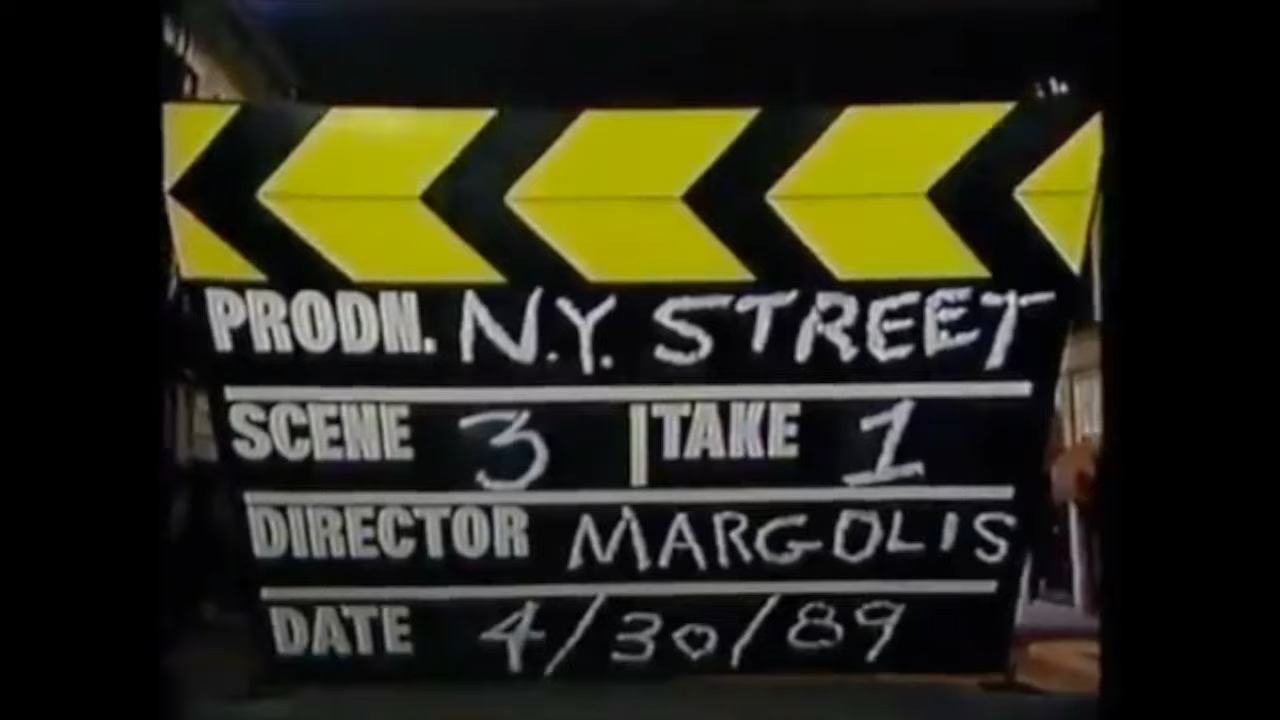 PRODN. N.Y. STREET
SCENE 3 | TAKE 1
DIRECTOR MARGOLIS
DATE 4/30/89